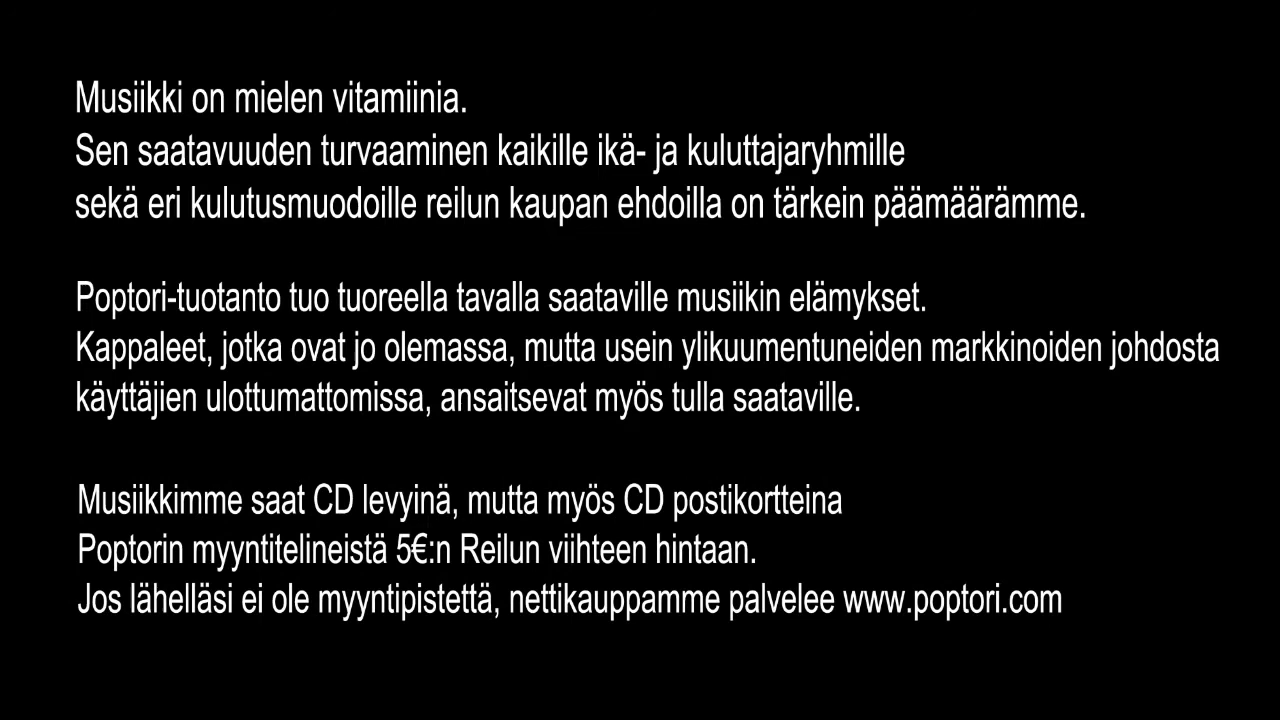 Musiikki on mielen vitamiinia.
Sen saatavuuden turvaaminen kaikille ikä- ja kuluttajaryhmille
sekä eri kulutusmuodoille reilun kaupan ehdoilla on tärkein päämäärämme.
Poptori-tuotanto tuo tuoreella tavalla saataville musiikin elämykset.
Kappaleet, jotka ovat jo olemassa, mutta usein ylikuumentuneiden markkinoiden johdosta
käyttäjien ulottumattomissa, ansaitsevat myös tulla saataville.
Musiikkimme saat CD levyinä, mutta myös CD postikortteina
Poptorin myyntitelineistä 5€:n Reilun viihteen hintaan.
Jos lähelläsi ei ole myyntipistettä, nettikauppamme palvelee www.poptori.com